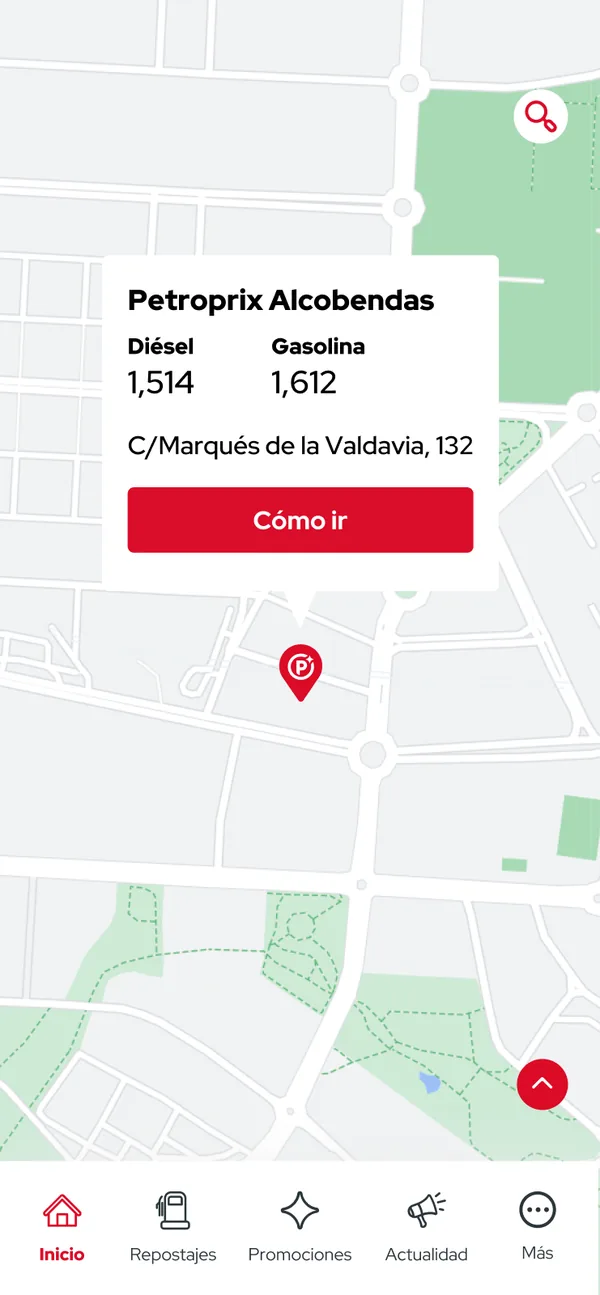 Petroprix Alcobendas
Diésel Gasolina
1,514 1,612
C/Marqués de la Valdavia, 132
Cómo ir
P
Inicio Repostajes Promociones Actualidad Más